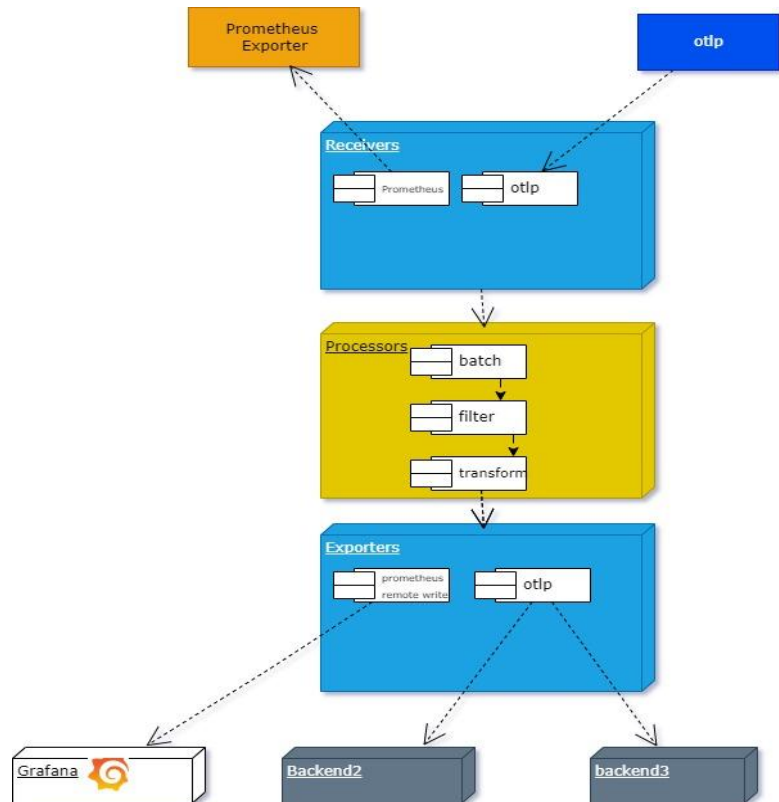 Prometheus
Exporter
otlp
Receivers
Prometheus
otlp
Processors
batch
filter
transform
Exporters
prometheus
remote write
otlp
Grafana
Backend2
backend3